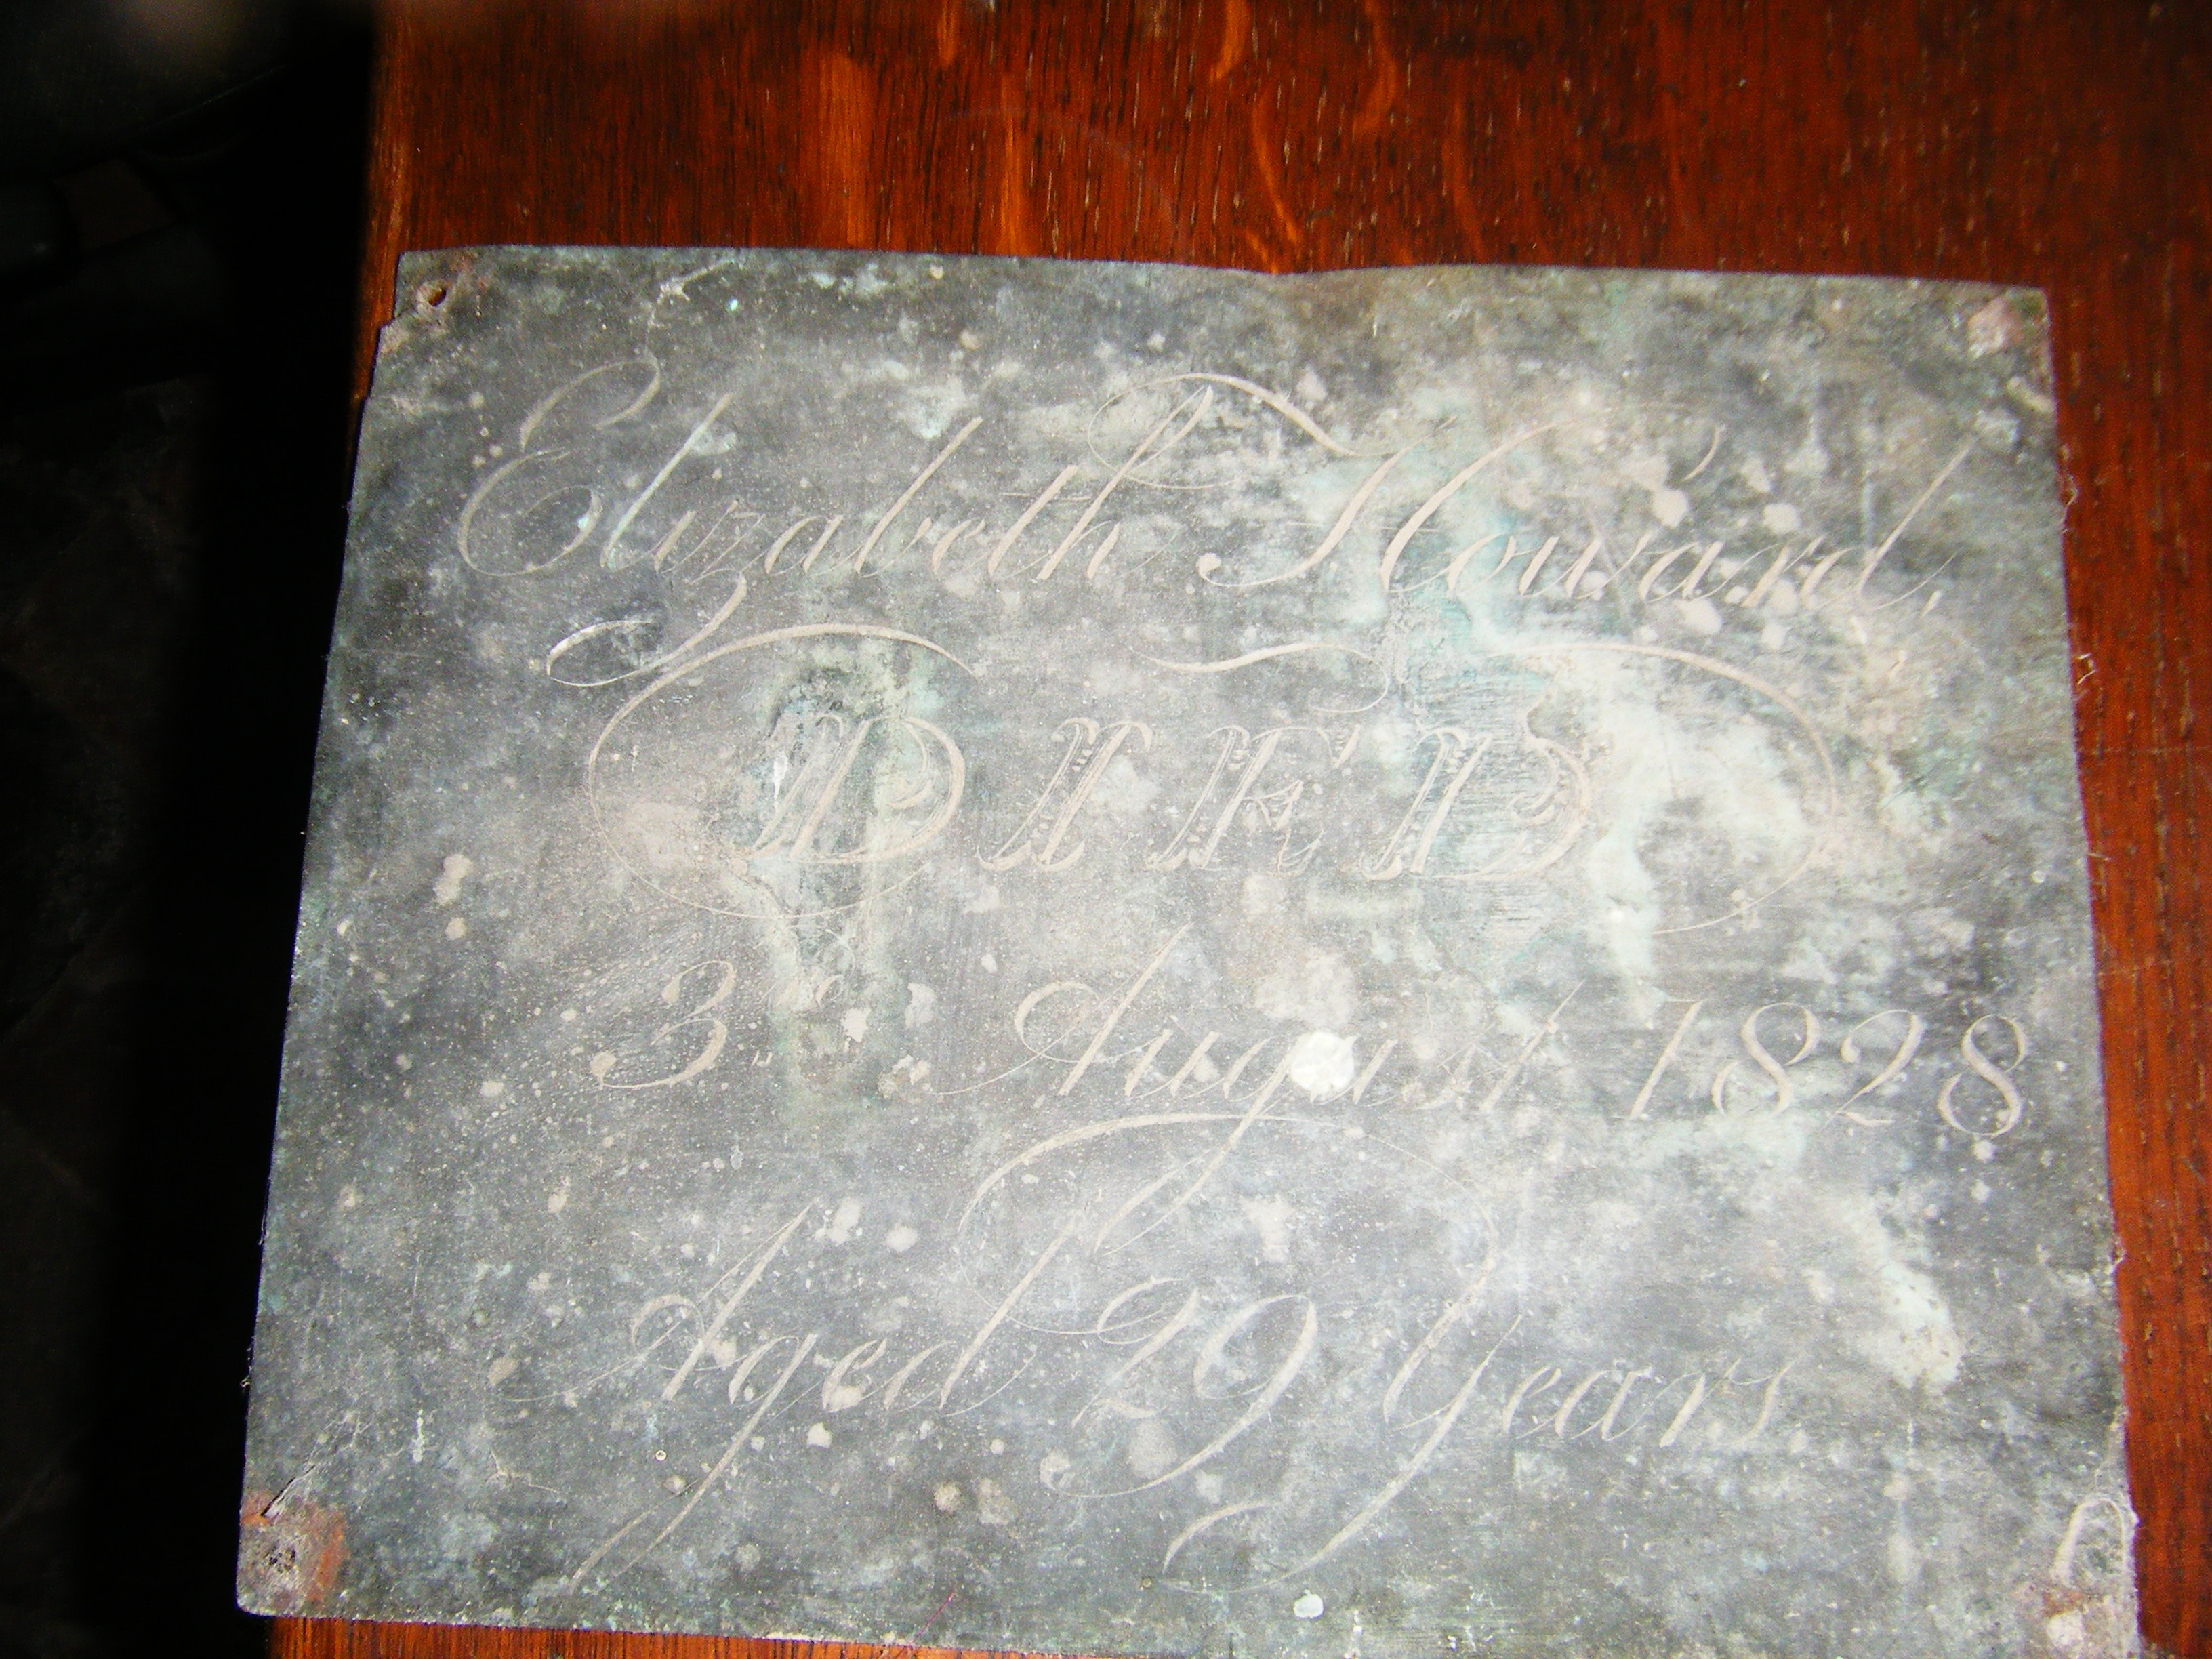 Elizabeth Howard,
DIED
3rd August 1828
Aged 29 Years.